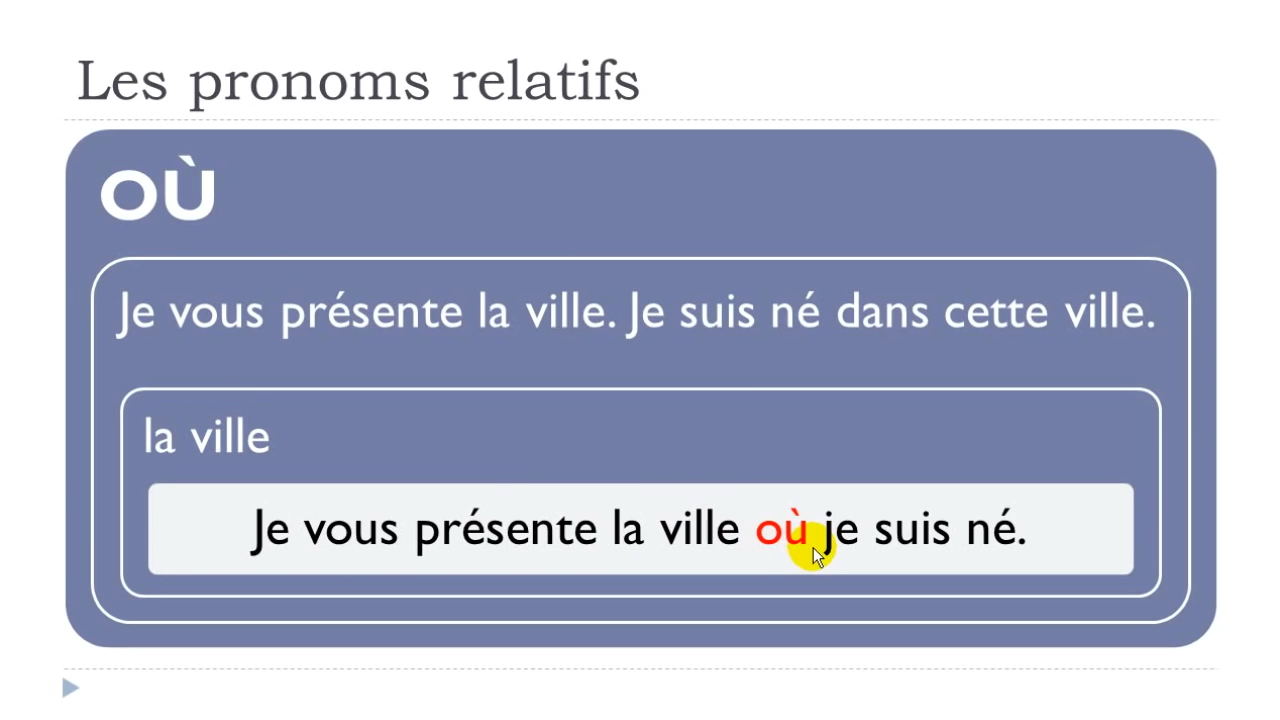 Les pronoms relatifs
OÙ
Je vous présente la ville. Je suis né dans cette ville.
la ville
Je vous présente la ville où je suis né.